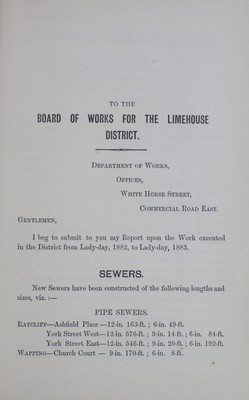 TO THE
BOARD OF WORKS FOR THE LIMEHOUSE
DISTRICT.
DEPARTMENT OF WORKS,
OFFICES,
WHITE HORSE STREET,
COMMERCIAL ROAD EAST.
GENTLEMEN,
I beg to submit to you my Report upon the Work executed
in the District from Lady-day, 1882, to Lady-day, 1883.
SEWERS.
New Sewers have been constructed of the following lengths and
sizes, viz. :—
PIPE SEWERS.
RATCLIFF—Ashfield Place—12-in. 163-ft. ; 6-in. 49-ft.
York Street West—12-in. 576-ft. ; 9-in. 14-ft. ; 6-in. 84-ft.
York Street East—12-in. 546-ft. ; 9-in. 20-ft. ; 6-in. 192-ft.
WAPPING—Church Court — 9-in. 170-ft. ; 6-in. 8-ft.